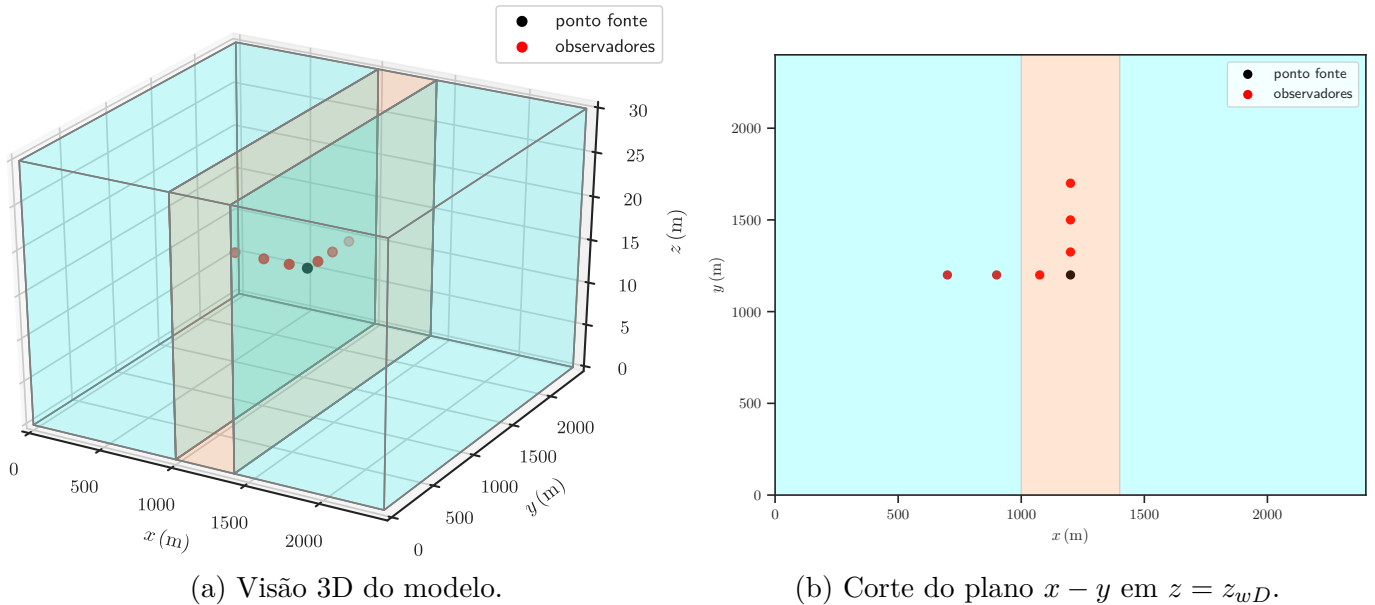 ponto fonte
observadores
30
25
20
15
10
5
0
z (m)
0
500
1000
1500
2000
x (m)
0
500
1000
1500
2000
y (m)
(a) Visão 3D do modelo.
ponto fonte
observadores
2000
1500
1000
500
0
y (m)
0
500
1000
1500
2000
x (m)
(b) Corte do plano x − y em z = z_{wD}.